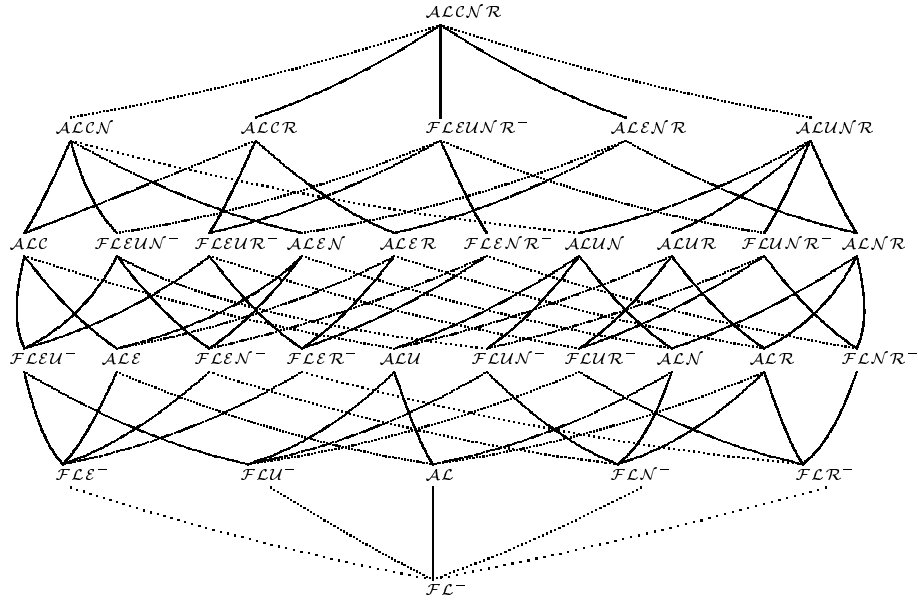 ALCNR
ALCN ALCR FLEUNR⁻ ALENR ALUNR
ALC FLEUN⁻ FLEUR⁻ ALEN ALER FLENR⁻ ALUN ALUR FLUNR⁻ ALNR
FLEU⁻ ALE FLEN⁻ FLER⁻ ALU FLUN⁻ FLUR⁻ ALN ALR FLNR⁻
FLE⁻ FLU⁻ AL FLN⁻ FLR⁻
FL⁻